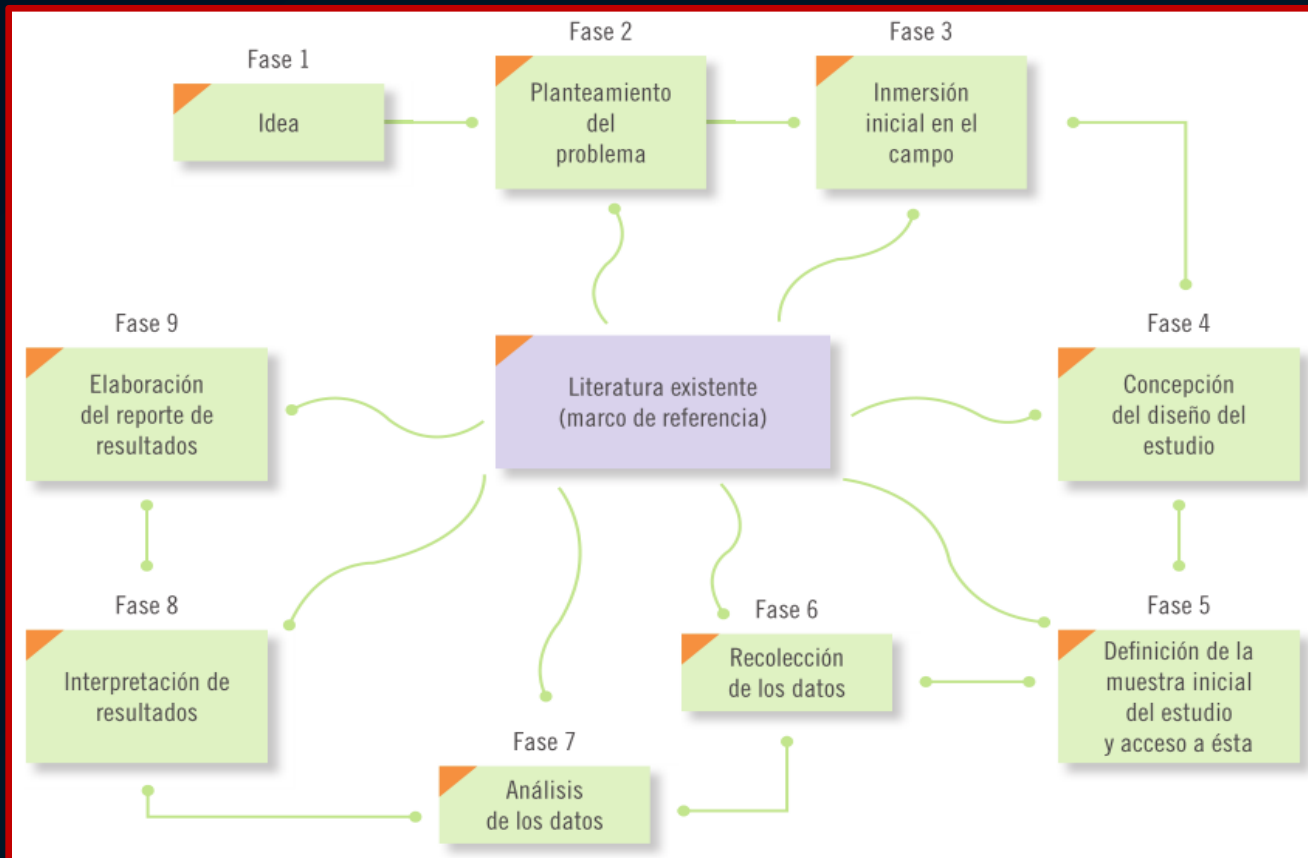 Fase 1
Idea
Fase 2
Planteamiento
del
problema
Fase 3
Inmersión
inicial en el
campo
Fase 4
Concepción
del diseño del
estudio
Fase 5
Definición de la
muestra inicial
del estudio
y acceso a ésta
Fase 6
Recolección
de los datos
Fase 7
Análisis
de los datos
Fase 8
Interpretación de
resultados
Fase 9
Elaboración
del reporte de
resultados
Literatura existente
(marco de referencia)